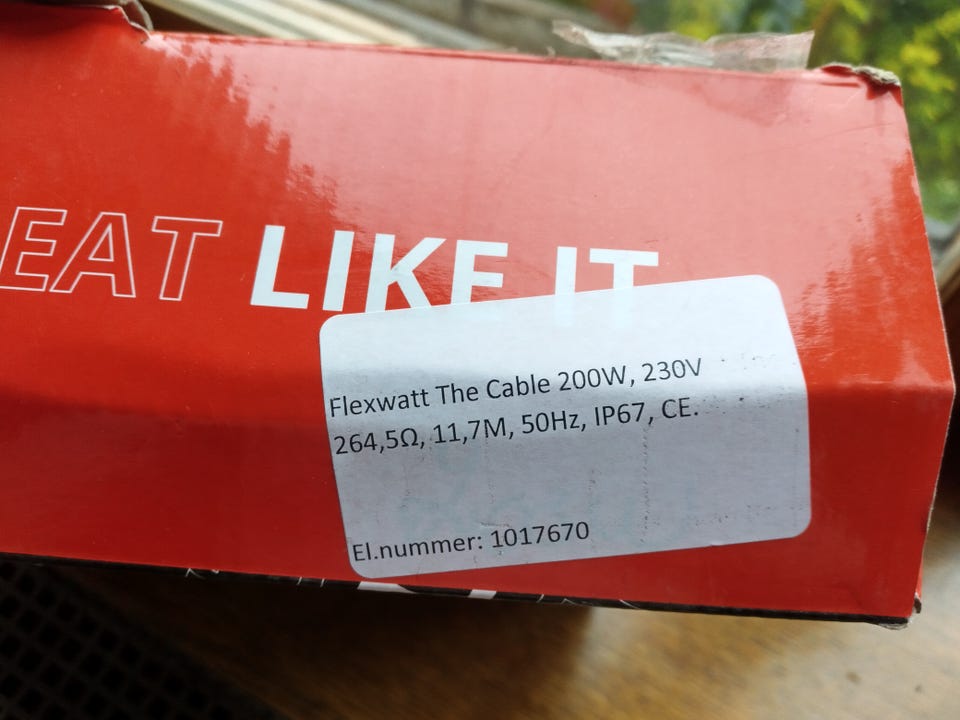 EAT LIKE IT
Flexwatt The Cable 200W, 230V
264,5Ω, 11,7M, 50Hz, IP67, CE.
El.nummer: 1017670